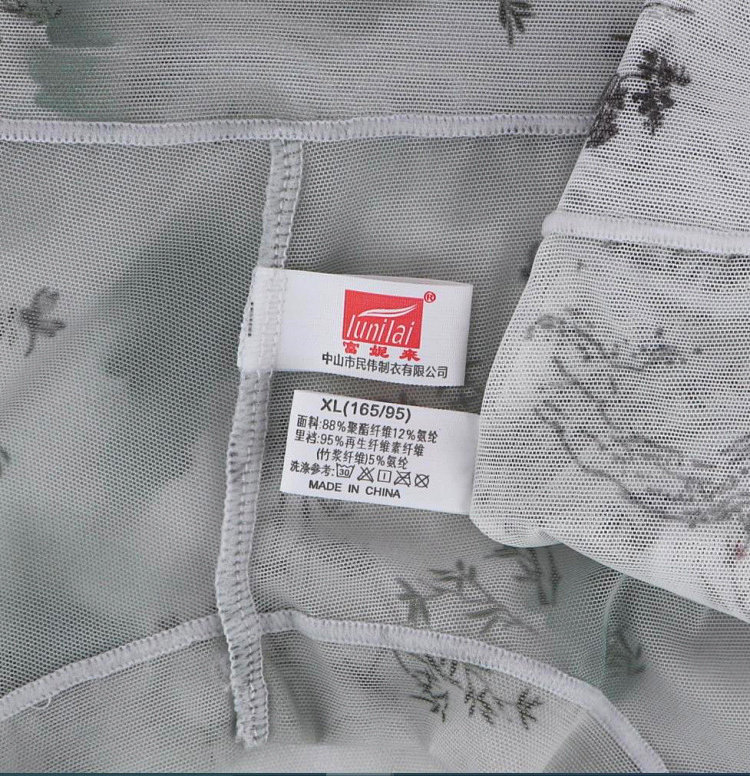 lunilai®
富妮来
中山市民伟制衣有限公司
XL(165/95)
面料:88%聚酯纤维12%氨纶
里裆:95%再生纤维素纤维
(竹浆纤维)5%氨纶
洗涤参考: 30
MADE IN CHINA